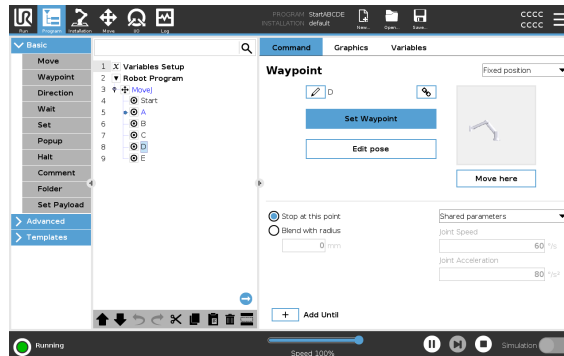 UR
PROGRAM StartABCDE
INSTALLATION default
CCCC
CCCC
Run Program Installation Move I/O Log New... Open... Save...
Basic
Move
Waypoint
Direction
Wait
Set
Popup
Halt
Comment
Folder
Set Payload
Advanced
Templates
1 X Variables Setup
2 Robot Program
3 MoveJ
4 Start
5 A
6 B
7 C
8 D
9 E
Command Graphics Variables
Waypoint
Fixed position
D
Set Waypoint
Edit pose
Move here
Stop at this point
Shared parameters
Blend with radius
Joint Speed
0 mm
60 °/s
Joint Acceleration
80 °/s²
+ Add Until
Running
Speed 100%
Simulation